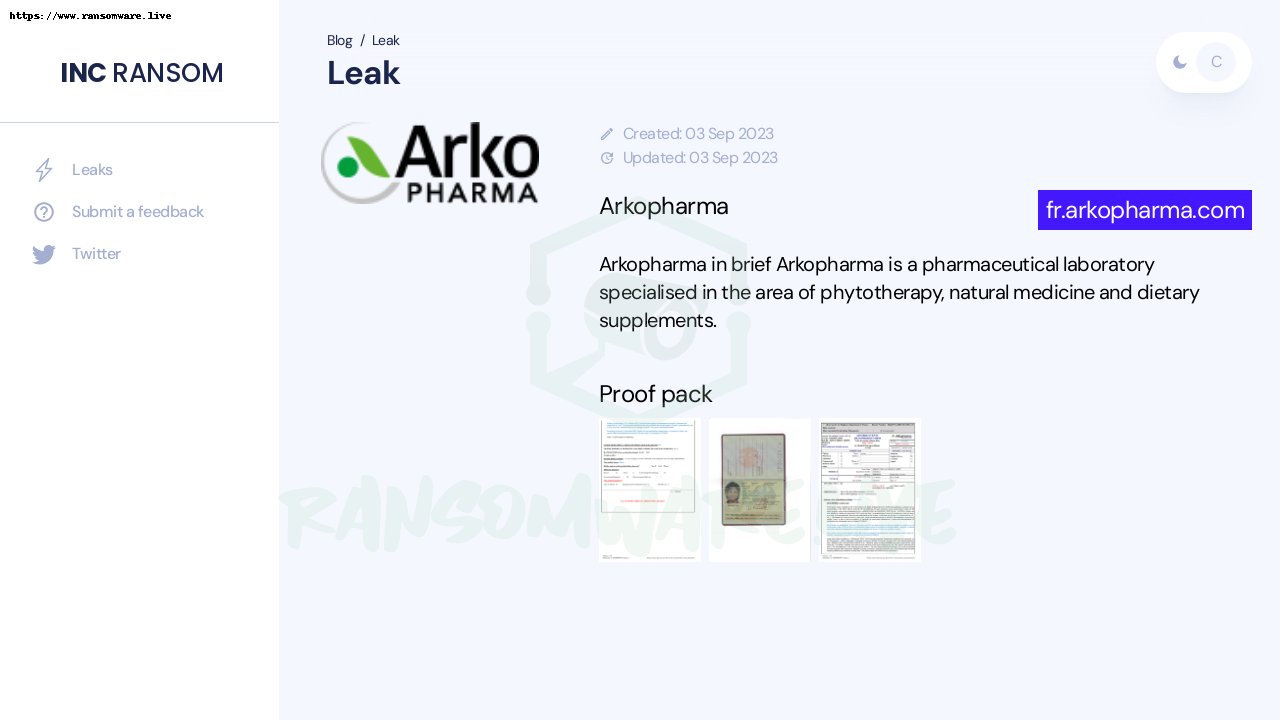 https://www.ransomware.live
INC RANSOM
Leaks
Submit a feedback
Twitter
Blog / Leak
Leak
C
Arko
PHARMA
Created: 03 Sep 2023
Updated: 03 Sep 2023
Arkopharma
fr.arkopharma.com
Arkopharma in brief Arkopharma is a pharmaceutical laboratory
specialised in the area of phytotherapy, natural medicine and dietary
supplements.
Proof pack